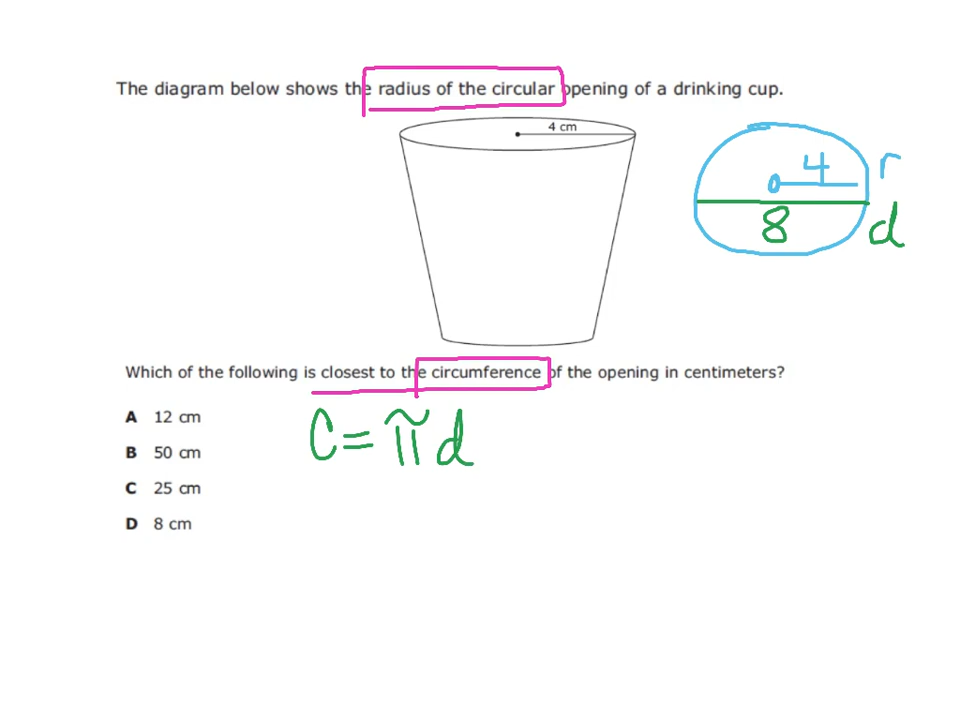 The diagram below shows the radius of the circular opening of a drinking cup.
4 cm
4 r
8 d
Which of the following is closest to the circumference of the opening in centimeters?
A 12 cm
B 50 cm
C 25 cm
D 8 cm
C = π d